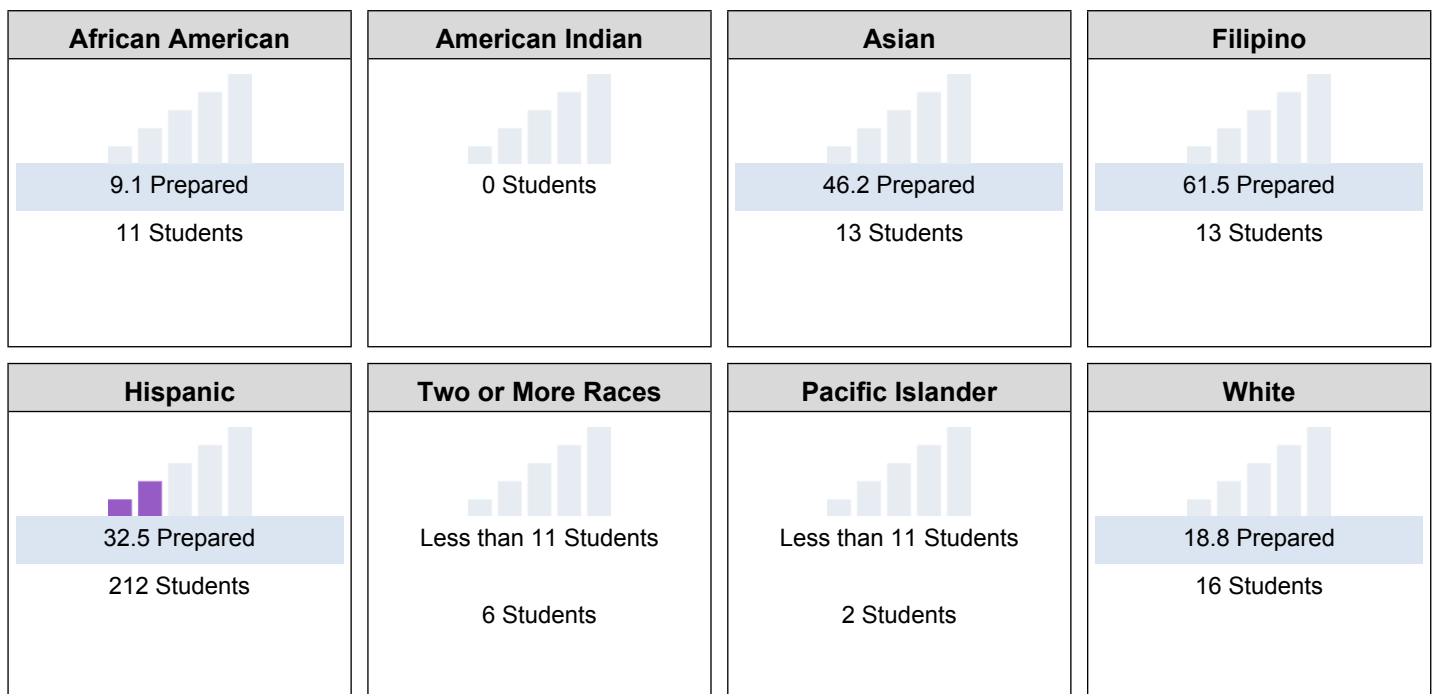 African American
9.1 Prepared
11 Students
American Indian
0 Students
Asian
46.2 Prepared
13 Students
Filipino
61.5 Prepared
13 Students
Hispanic
32.5 Prepared
212 Students
Two or More Races
Less than 11 Students
6 Students
Pacific Islander
Less than 11 Students
2 Students
White
18.8 Prepared
16 Students